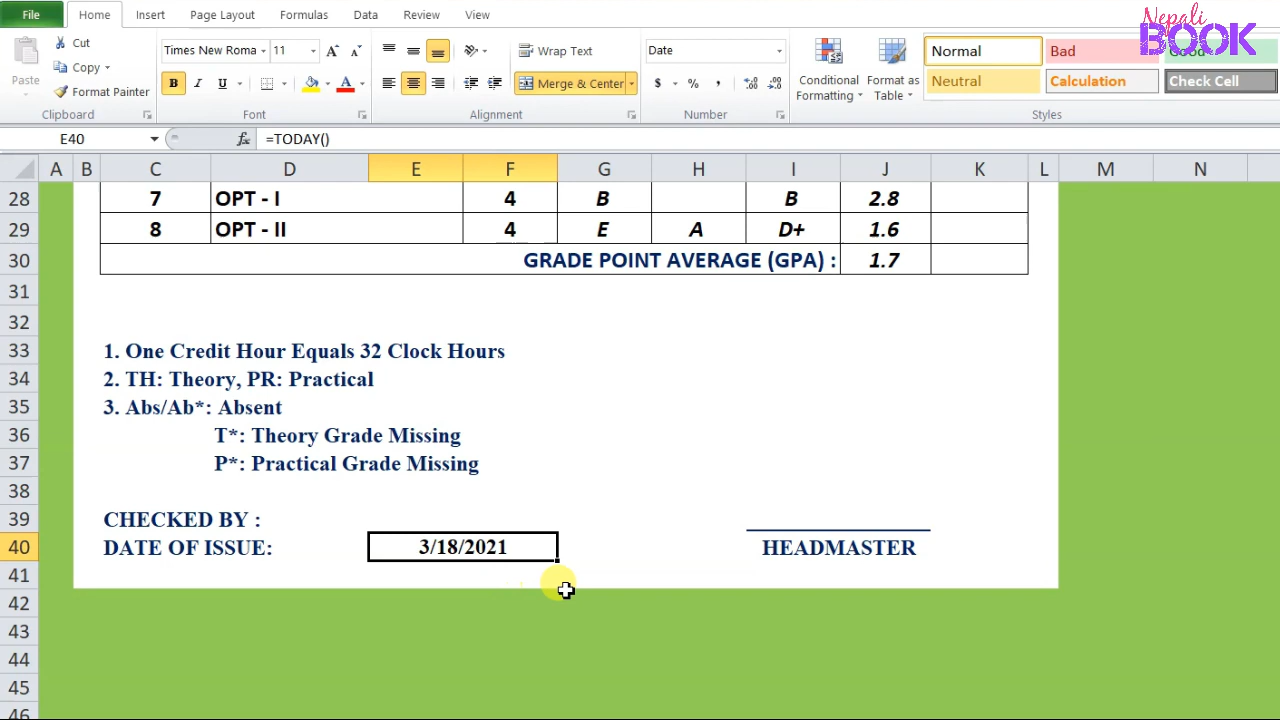 File Home Insert Page Layout Formulas Data Review View
Nepali
BOOK
Paste
Cut
Copy
Format Painter
Clipboard
Times New Roma 11
B I U
Font
Wrap Text
Merge & Center
Alignment
Date
$ % ,
Number
Conditional Formatting
Format as Table
Normal Bad Good
Neutral Calculation Check Cell
Styles
E40 fx =TODAY()
A B C D E F G H I J K L M N
28 7 OPT - I 4 B B 2.8
29 8 OPT - II 4 E A D+ 1.6
30 GRADE POINT AVERAGE (GPA) : 1.7
31
32
33 1. One Credit Hour Equals 32 Clock Hours
34 2. TH: Theory, PR: Practical
35 3. Abs/Ab*: Absent
36 T*: Theory Grade Missing
37 P*: Practical Grade Missing
38
39 CHECKED BY :
40 DATE OF ISSUE: 3/18/2021 HEADMASTER
41
42
43
44
45
46